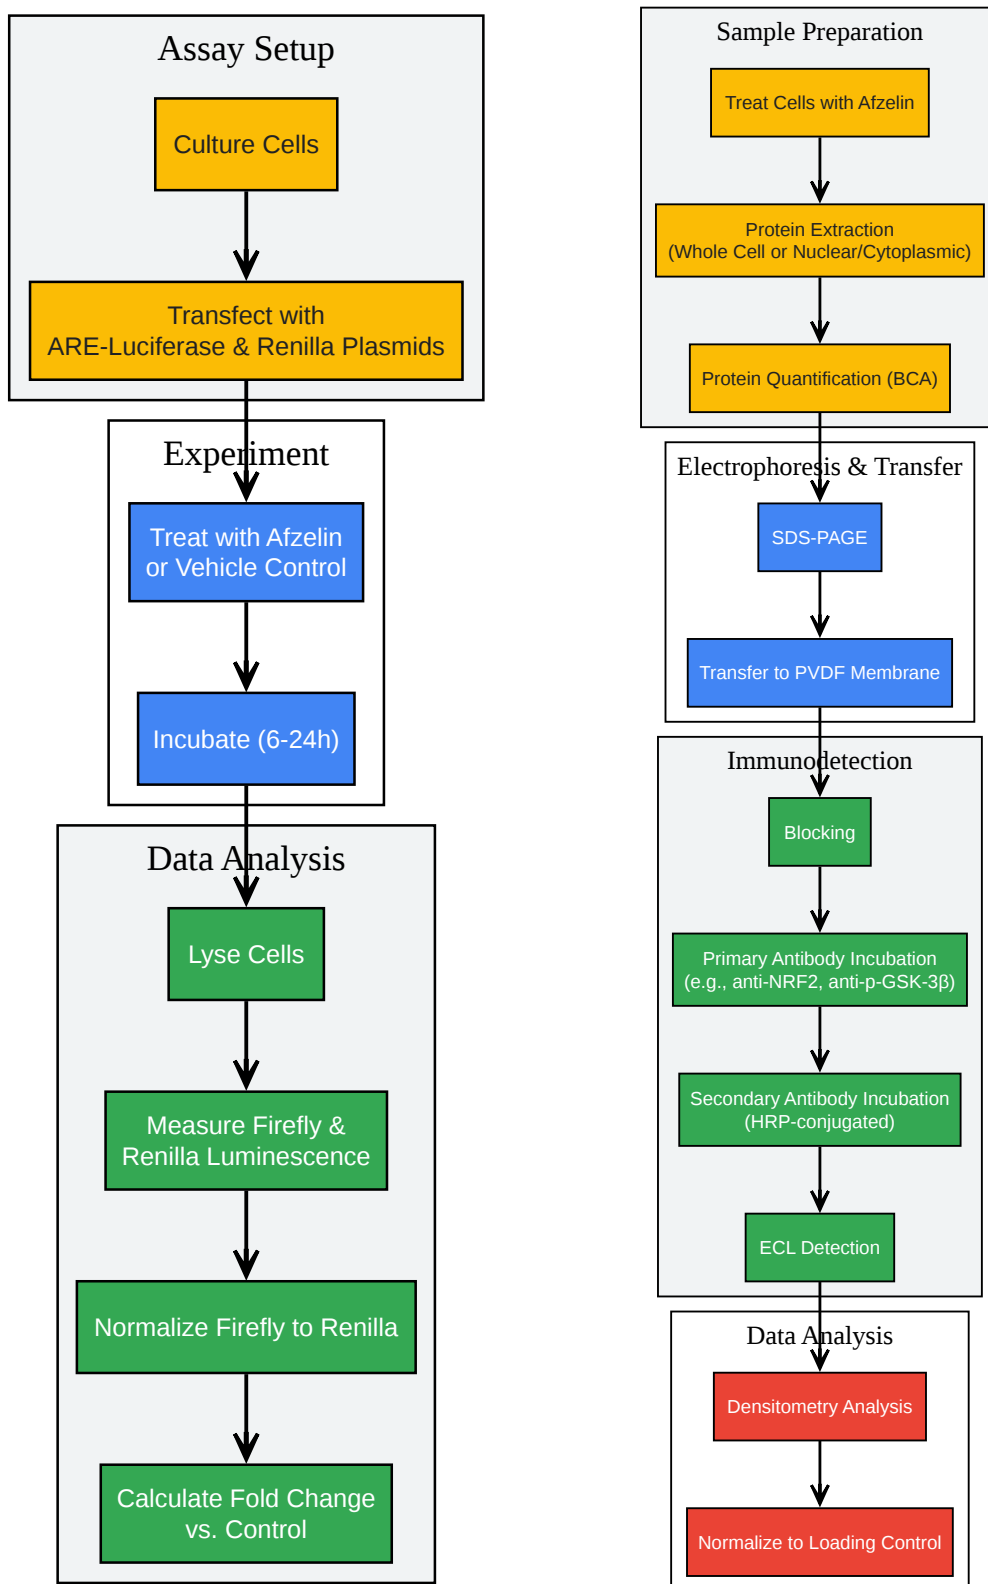 Assay Setup
Culture Cells
Transfect with
ARE-Luciferase & Renilla Plasmids
Experiment
Treat with Afzelin
or Vehicle Control
Incubate (6-24h)
Data Analysis
Lyse Cells
Measure Firefly &
Renilla Luminescence
Normalize Firefly to Renilla
Calculate Fold Change
vs. Control
Sample Preparation
Treat Cells with Afzelin
Protein Extraction
(Whole Cell or Nuclear/Cytoplasmic)
Protein Quantification (BCA)
Electrophoresis & Transfer
SDS-PAGE
Transfer to PVDF Membrane
Immunodetection
Blocking
Primary Antibody Incubation
(e.g., anti-NRF2, anti-p-GSK-3β)
Secondary Antibody Incubation
(HRP-conjugated)
ECL Detection
Data Analysis
Densitometry Analysis
Normalize to Loading Control